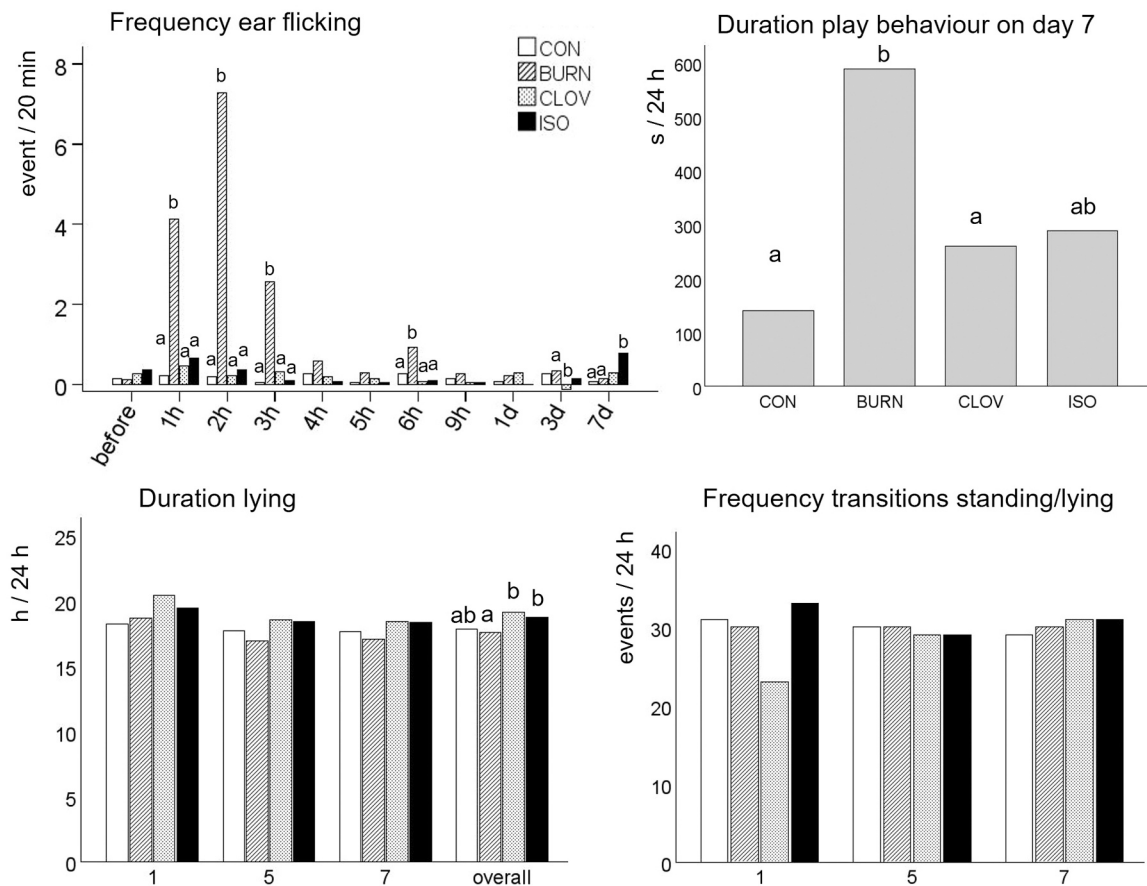 Frequency ear flicking
event / 20 min
8
6
4
2
0
CON
BURN
CLOV
ISO
a b a a
a b a a
a b a a
a b a a
a b
a a b
before 1h 2h 3h 4h 5h 6h 9h 1d 3d 7d
Duration play behaviour on day 7
s / 24 h
600
500
400
300
200
100
0
a b a ab
CON BURN CLOV ISO
Duration lying
h / 24 h
25
20
15
10
5
0
ab a b b
1 5 7 overall
Frequency transitions standing/lying
events / 24 h
40
30
20
10
0
1 5 7